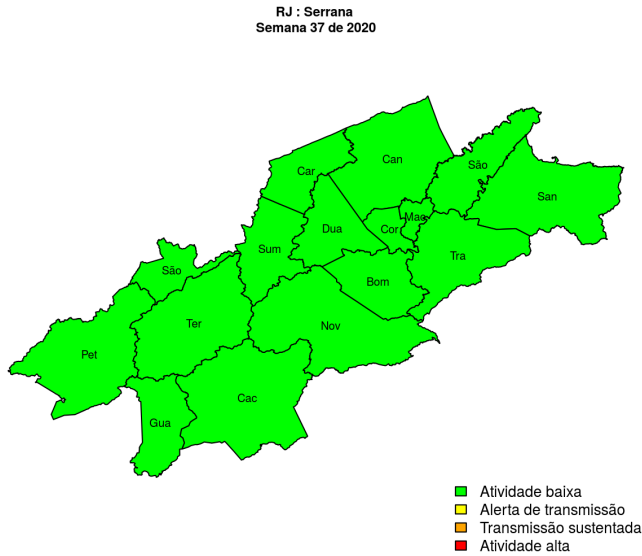 RJ : Serrana
Semana 37 de 2020
Can
São
Car
San
Mac
Dua
Cor
Sum
Tra
São
Bom
Ter
Nov
Pet
Cac
Gua
Atividade baixa
Alerta de transmissão
Transmissão sustentada
Atividade alta